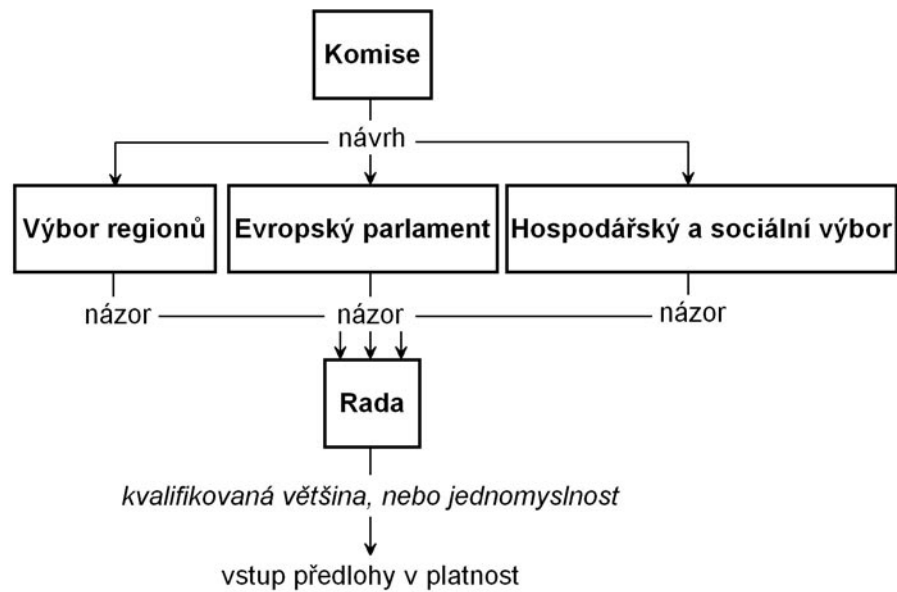 Komise
návrh
Výbor regionů
Evropský parlament
Hospodářský a sociální výbor
názor
názor
názor
Rada
kvalifikovaná většina, nebo jednomyslnost
vstup předlohy v platnost